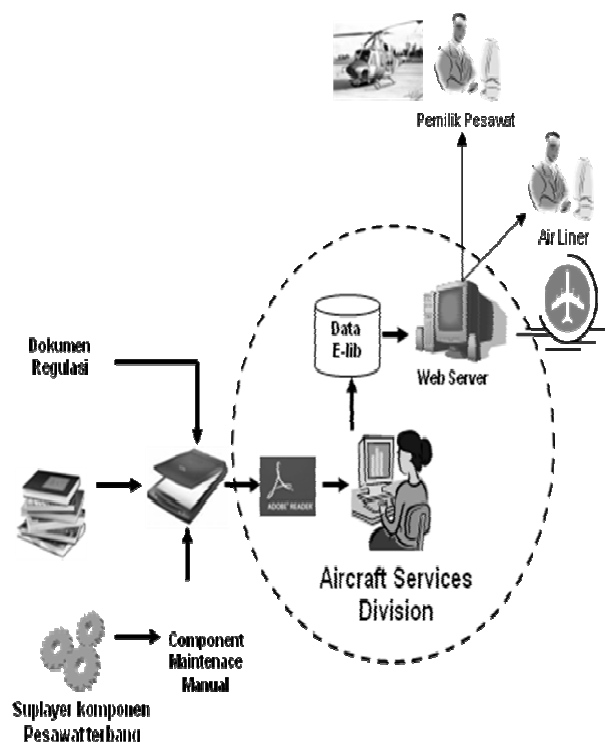 Pemilik Pesawat
Air Liner
Data
E-lib
Web Server
Dokumen
Regulasi
ADOBE READER
Aircraft Services
Division
Component
Maintenace
Manual
Suplayer komponen
Pesawatterbang